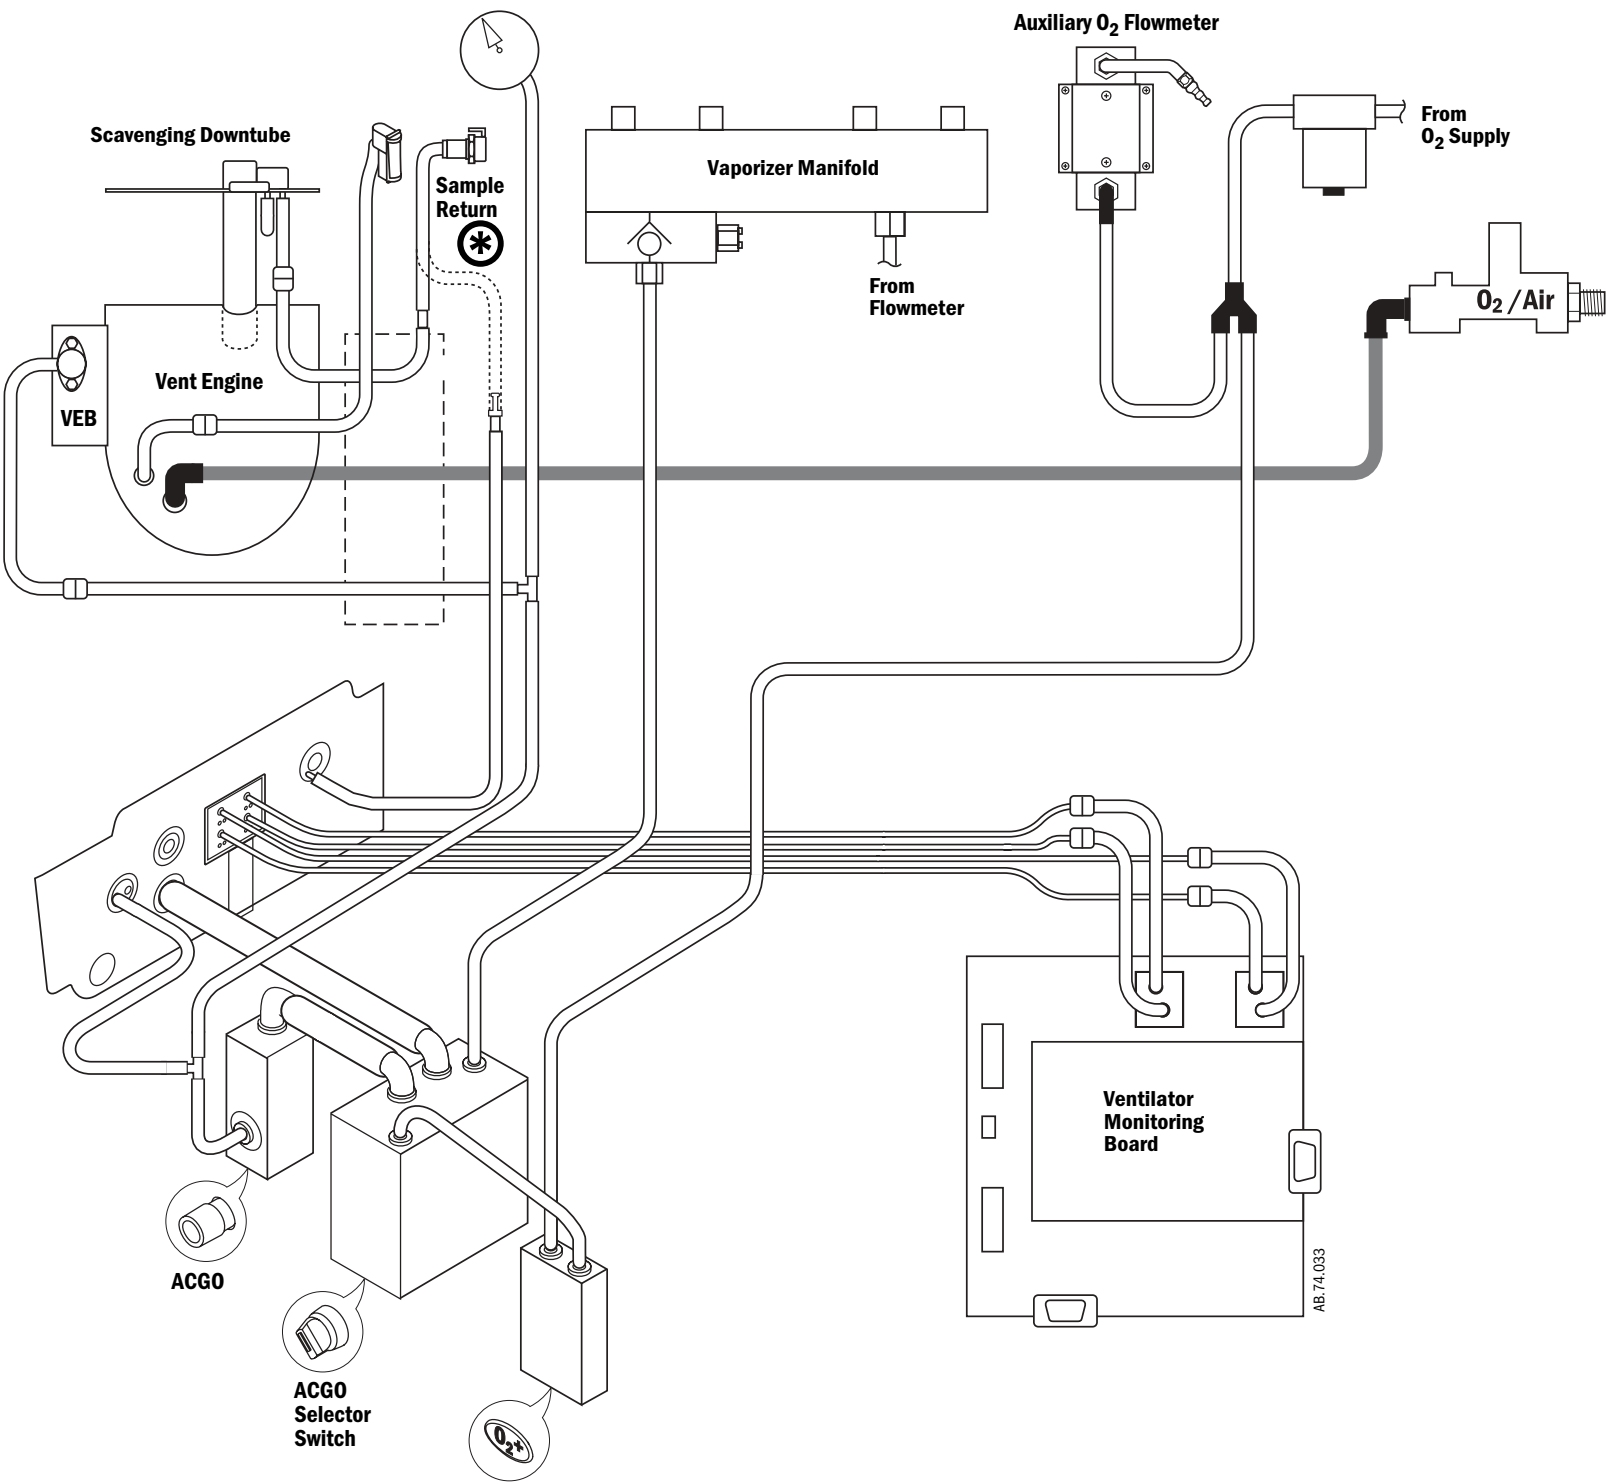 Auxiliary O2 Flowmeter
From
O2 Supply
Scavenging Downtube
Vaporizer Manifold
Sample
Return
*
From
Flowmeter
O2 /Air
Vent Engine
VEB
Ventilator
Monitoring
Board
ACGO
ACGO
Selector
Switch
O2+
AB.74.033